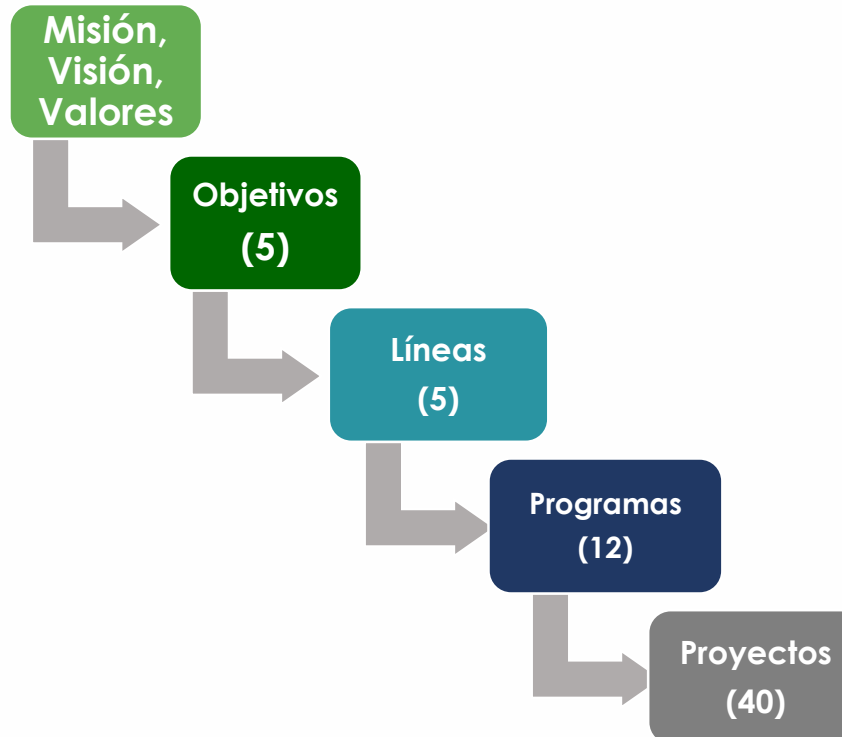 Misión,
Visión,
Valores
Objetivos
(5)
Líneas
(5)
Programas
(12)
Proyectos
(40)